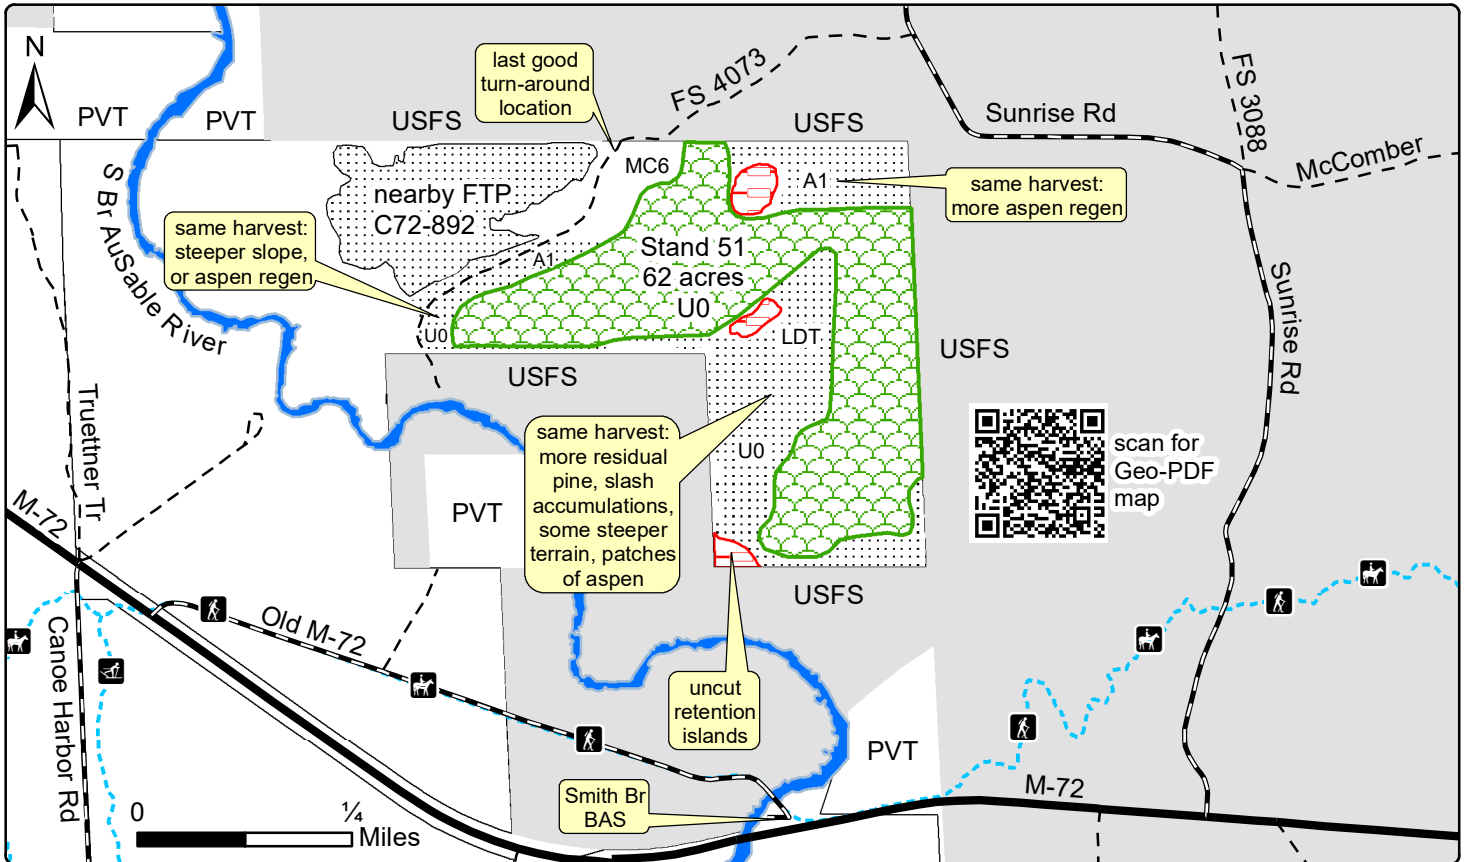 N
PVT
PVT
USFS
last good
turn-around
location
FS 4073
USFS
Sunrise Rd
FS 3088
McComber
MC6
A1
same harvest:
more aspen regen
nearby FTP
C72-892
same harvest:
steeper slope,
or aspen regen
S Br AuSable River
A1
Stand 51
62 acres
U0
U0
LDT
USFS
Sunrise Rd
USFS
Truettner Tr
same harvest:
more residual
pine, slash
accumulations,
some steeper
terrain, patches
of aspen
U0
scan for
Geo-PDF
map
M-72
PVT
USFS
Old M-72
Canoe Harbor Rd
uncut
retention
islands
PVT
Smith Br
BAS
M-72
0 ¼
Miles